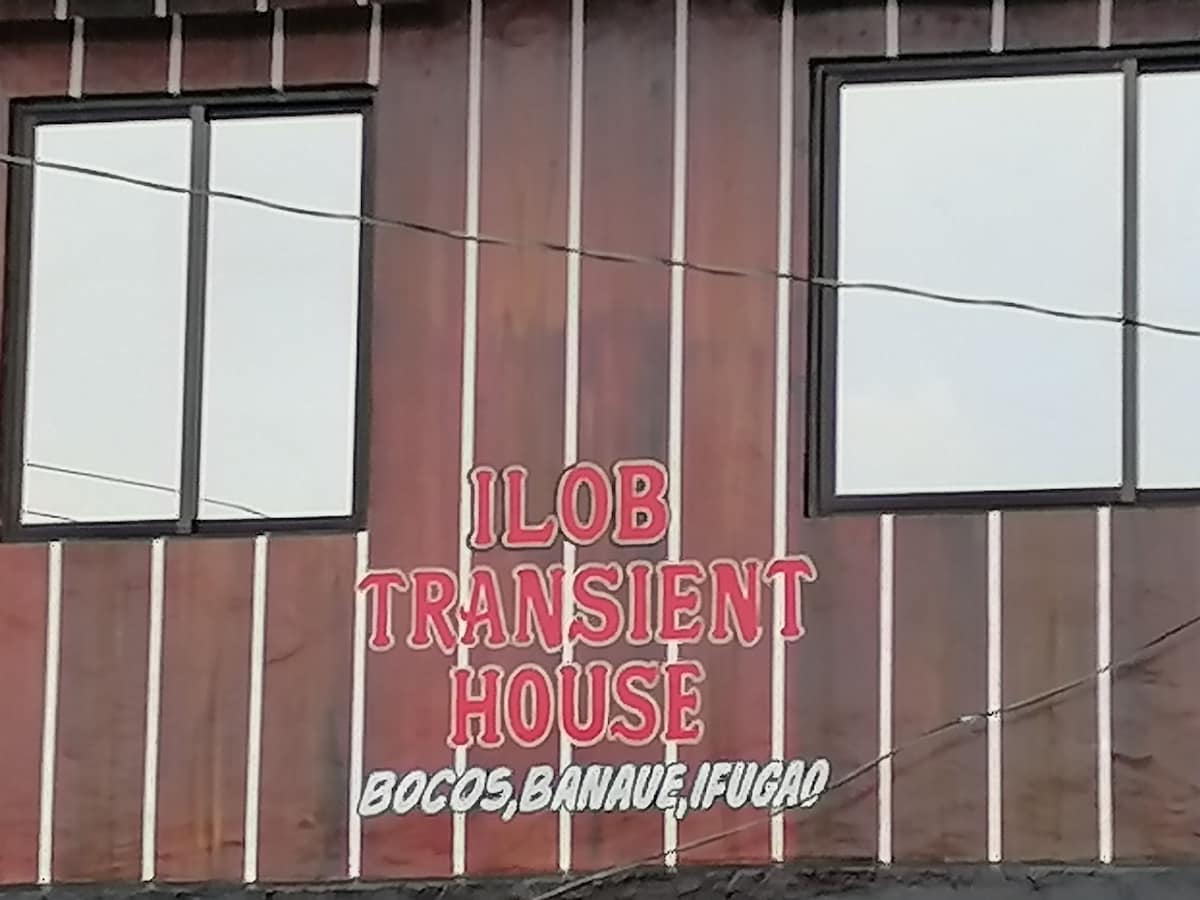 ILOB
TRANSIENT
HOUSE
BOCOS,BANAUE,IFUGAO